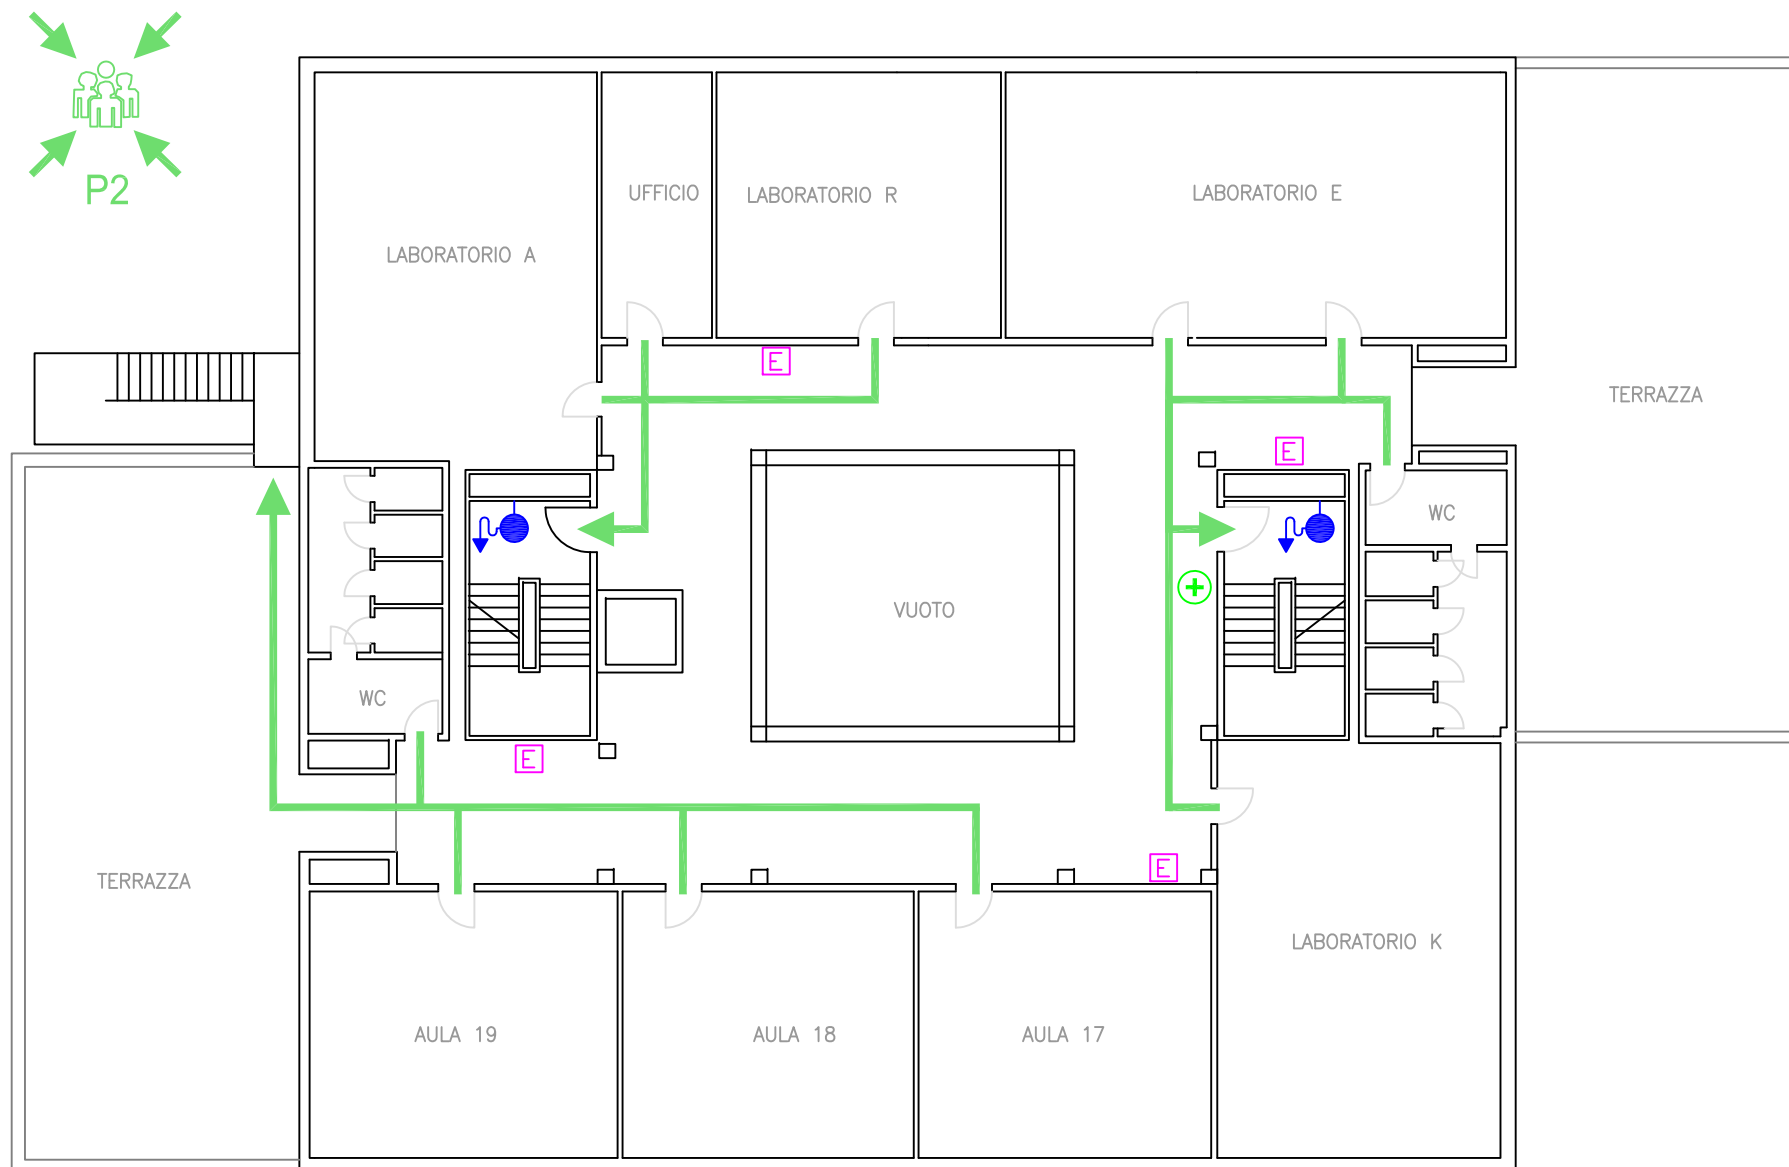 P2
UFFICIO
LABORATORIO R
LABORATORIO E
LABORATORIO A
E
TERRAZZA
E
WC
VUOTO
WC
E
E
TERRAZZA
LABORATORIO K
AULA 19
AULA 18
AULA 17